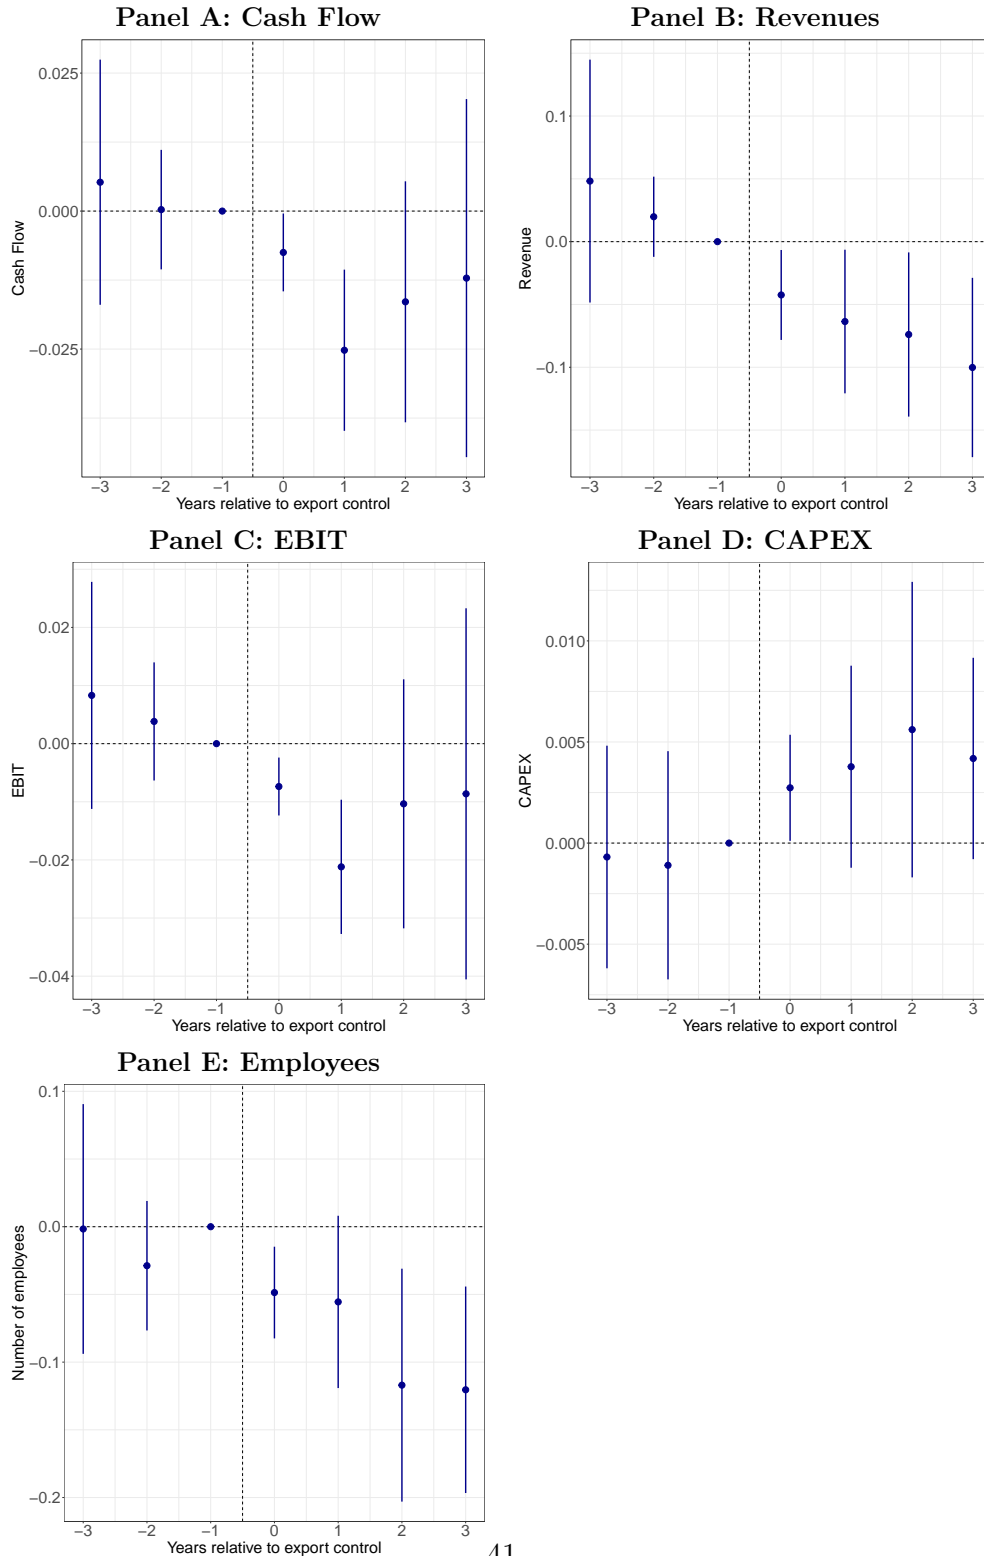 Panel A: Cash Flow
Cash Flow
0.025
0.000
−0.025
−3 −2 −1 0 1 2 3
Years relative to export control
Panel B: Revenues
Revenue
0.1
0.0
−0.1
−3 −2 −1 0 1 2 3
Years relative to export control
Panel C: EBIT
EBIT
0.02
0.00
−0.02
−0.04
−3 −2 −1 0 1 2 3
Years relative to export control
Panel D: CAPEX
CAPEX
0.010
0.005
0.000
−0.005
−3 −2 −1 0 1 2 3
Years relative to export control
Panel E: Employees
Number of employees
0.1
0.0
−0.1
−0.2
−3 −2 −1 0 1 2 3
Years relative to export control
41